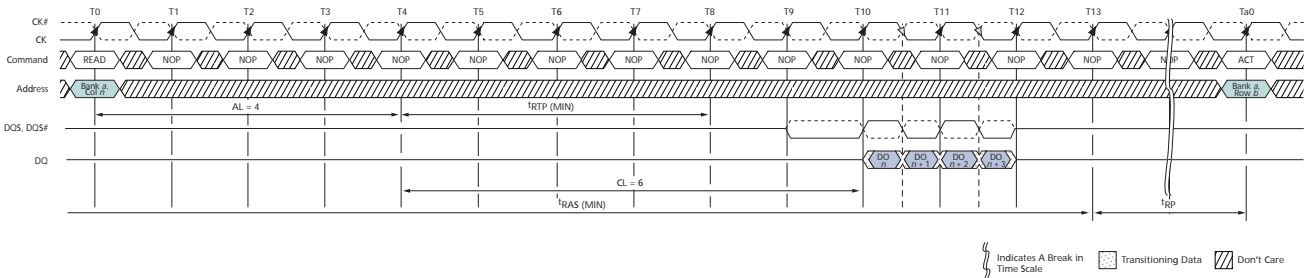 T0 T1 T2 T3 T4 T5 T6 T7 T8 T9 T10 T11 T12 T13 Ta0
CK#
CK
Command READ NOP NOP NOP NOP NOP NOP NOP NOP NOP NOP NOP NOP NOP NOP ACT
Address Bank a, Col n Bank a, Row b
AL = 4 tRTP (MIN)
DQS, DQS#
DQ DO n DO n + 1 DO n + 2 DO n + 3
CL = 6
tRAS (MIN) tRP
Indicates A Break in Time Scale Transitioning Data Don't Care